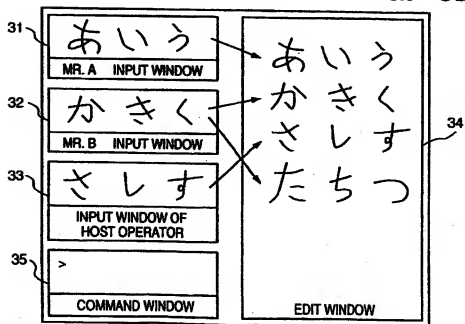 31
あいう
MR. A INPUT WINDOW
32
かきく
MR. B INPUT WINDOW
33
さしす
INPUT WINDOW OF
HOST OPERATOR
35
>
COMMAND WINDOW
あいう
かきく
さしす
たちつ
34
EDIT WINDOW